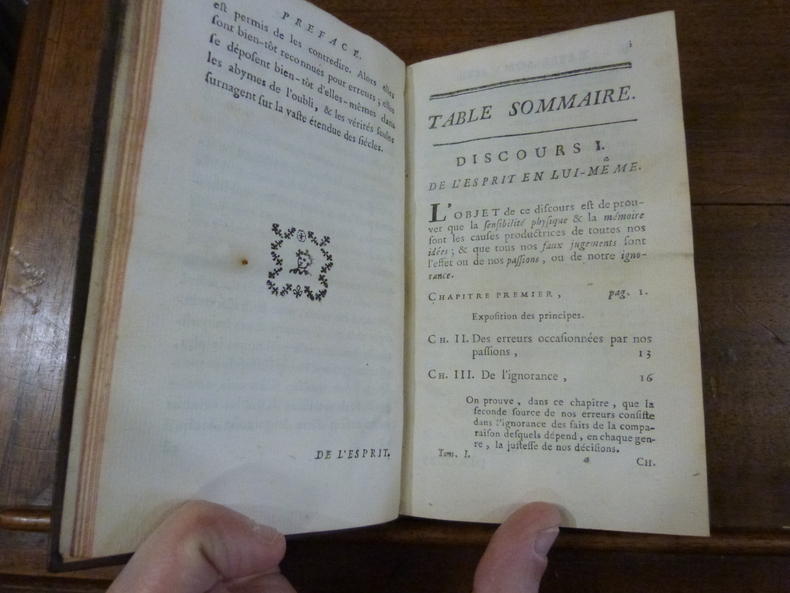 PREFACE.
est permis de les contredire. Alors elles
sont bien-tôt reconnues pour erreurs ; elles
se déposent bien-tôt d'elles-mêmes dans
les abymes de l'oubli, & les vérités seules
surnagent sur la vaste étendue des siécles.
DE L'ESPRIT.
TABLE SOMMAIRE.
DISCOURS I.
DE L'ESPRIT EN LUI-MÊME.
L'OBJET de ce discours est de prou-
ver que la sensibilité physique & la mémoire
sont les causes productrices de toutes nos
idées ; & que tous nos faux jugements sont
l'effet ou de nos passions, ou de notre igno-
rance.
CHAPITRE PREMIER, pag. 1.
Exposition des principes.
CH. II. Des erreurs occasionnées par nos
passions, 13
CH. III. De l'ignorance, 16
On prouve, dans ce chapitre, que la
seconde source de nos erreurs consiste
dans l'ignorance des faits de la compa-
raison desquels dépend, en chaque gen-
re, la justesse de nos décisions.
Tom. I. a CH.